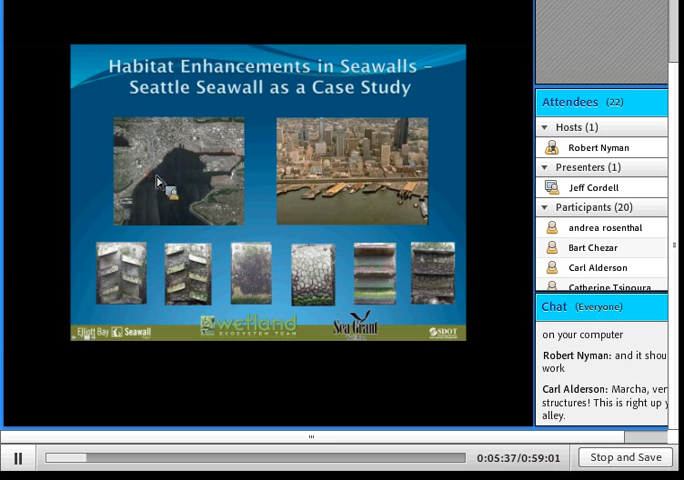 Habitat Enhancements in Seawalls –
Seattle Seawall as a Case Study
Elliott Bay Seawall
wetland
ECOSYSTEM TEAM
Sea Grant
SDOT
Attendees (22)
Hosts (1)
Robert Nyman
Presenters (1)
Jeff Cordell
Participants (20)
andrea rosenthal
Bart Chezar
Carl Alderson
Catherine Tsinoura
Chat (Everyone)
on your computer
Robert Nyman: and it shou
work
Carl Alderson: Marcha, ver
structures! This is right up y
alley.
0:05:37/0:59:01
Stop and Save